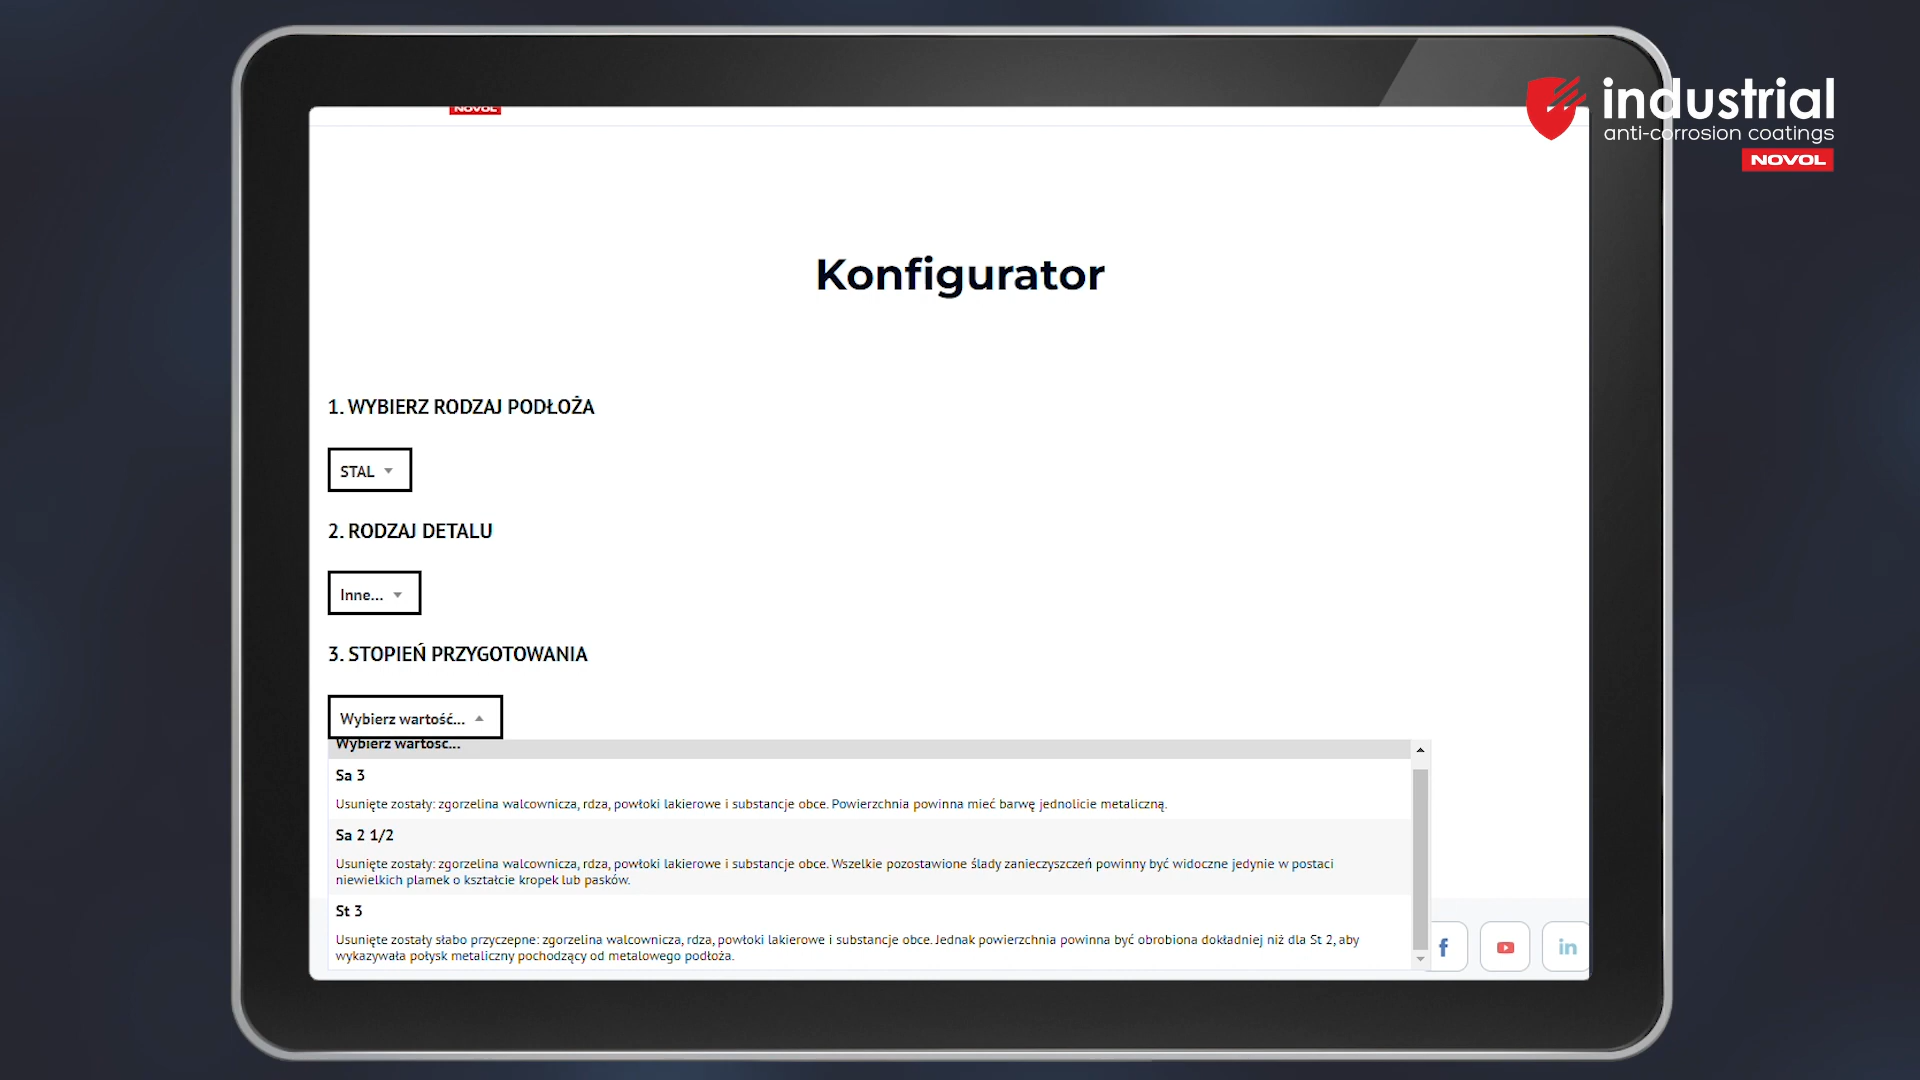 NOVOL
industrial
anti-corrosion coatings
NOVOL
Konfigurator
1. WYBIERZ RODZAJ PODŁOŻA
STAL
2. RODZAJ DETALU
Inne...
3. STOPIEŃ PRZYGOTOWANIA
Wybierz wartość...
Wybierz wartość...
Sa 3
Usunięte zostały: zgorzelina walcownicza, rdza, powłoki lakierowe i substancje obce. Powierzchnia powinna mieć barwę jednolicie metaliczną.
Sa 2 1/2
Usunięte zostały: zgorzelina walcownicza, rdza, powłoki lakierowe i substancje obce. Wszelkie pozostawione ślady zanieczyszczeń powinny być widoczne jedynie w postaci
niewielkich plamek o kształcie kropek lub pasków.
St 3
Usunięte zostały słabo przyczepne: zgorzelina walcownicza, rdza, powłoki lakierowe i substancje obce. Jednak powierzchnia powinna być obrobiona dokładniej niż dla St 2, aby
wykazywała połysk metaliczny pochodzący od metalowego podłoża.
f
in